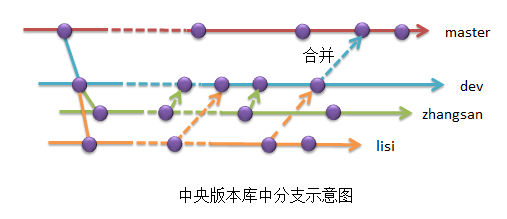 master
合并
dev
zhangsan
lisi
中央版本库中分支示意图